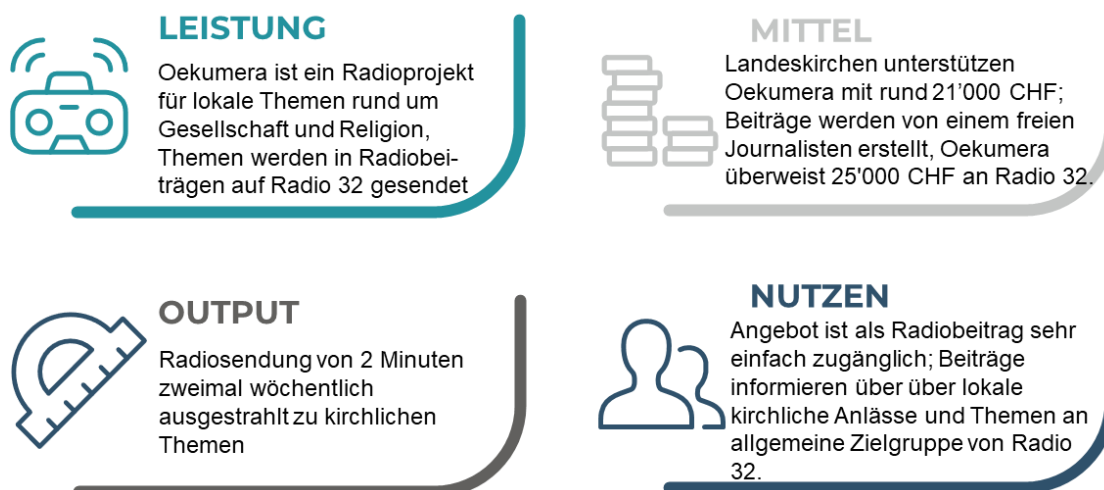 LEISTUNG
Oekumera ist ein Radioprojekt
für lokale Themen rund um
Gesellschaft und Religion,
Themen werden in Radiobei-
trägen auf Radio 32 gesendet
MITTEL
Landeskirchen unterstützen
Oekumera mit rund 21’000 CHF;
Beiträge werden von einem freien
Journalisten erstellt, Oekumera
überweist 25'000 CHF an Radio 32.
OUTPUT
Radiosendung von 2 Minuten
zweimal wöchentlich
ausgestrahlt zu kirchlichen
Themen
NUTZEN
Angebot ist als Radiobeitrag sehr
einfach zugänglich; Beiträge
informieren über über lokale
kirchliche Anlässe und Themen an
allgemeine Zielgruppe von Radio
32.